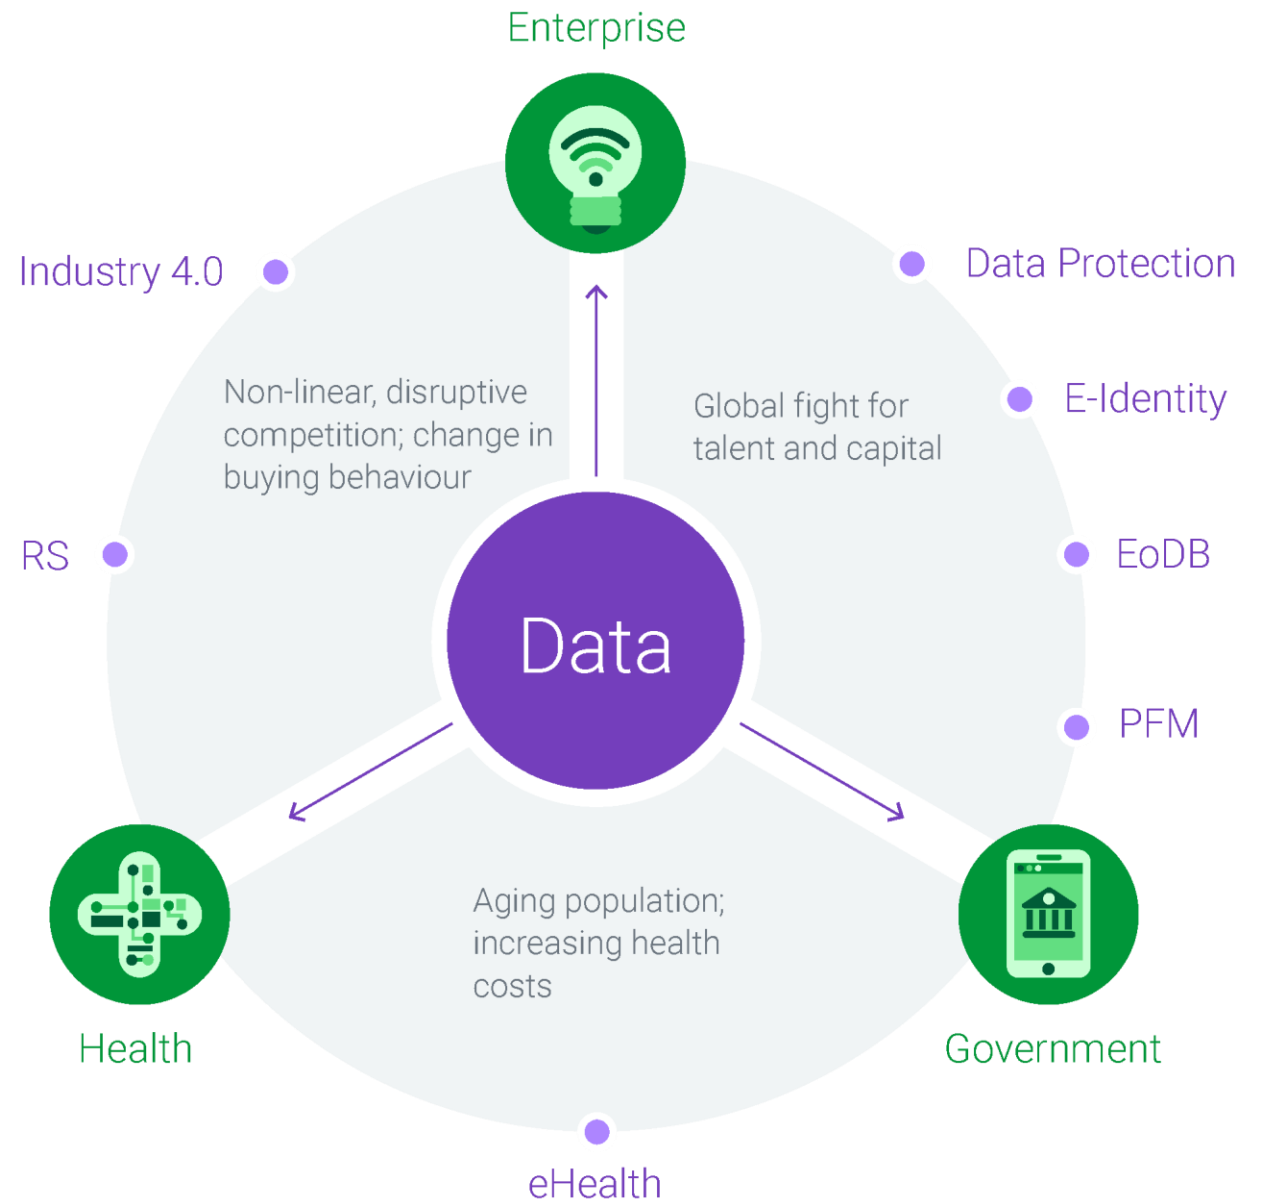 Enterprise
Industry 4.0
Data Protection
Non-linear, disruptive
competition; change in
buying behaviour
Global fight for
talent and capital
E-Identity
RS
EoDB
Data
PFM
Aging population;
increasing health
costs
Health
Government
eHealth